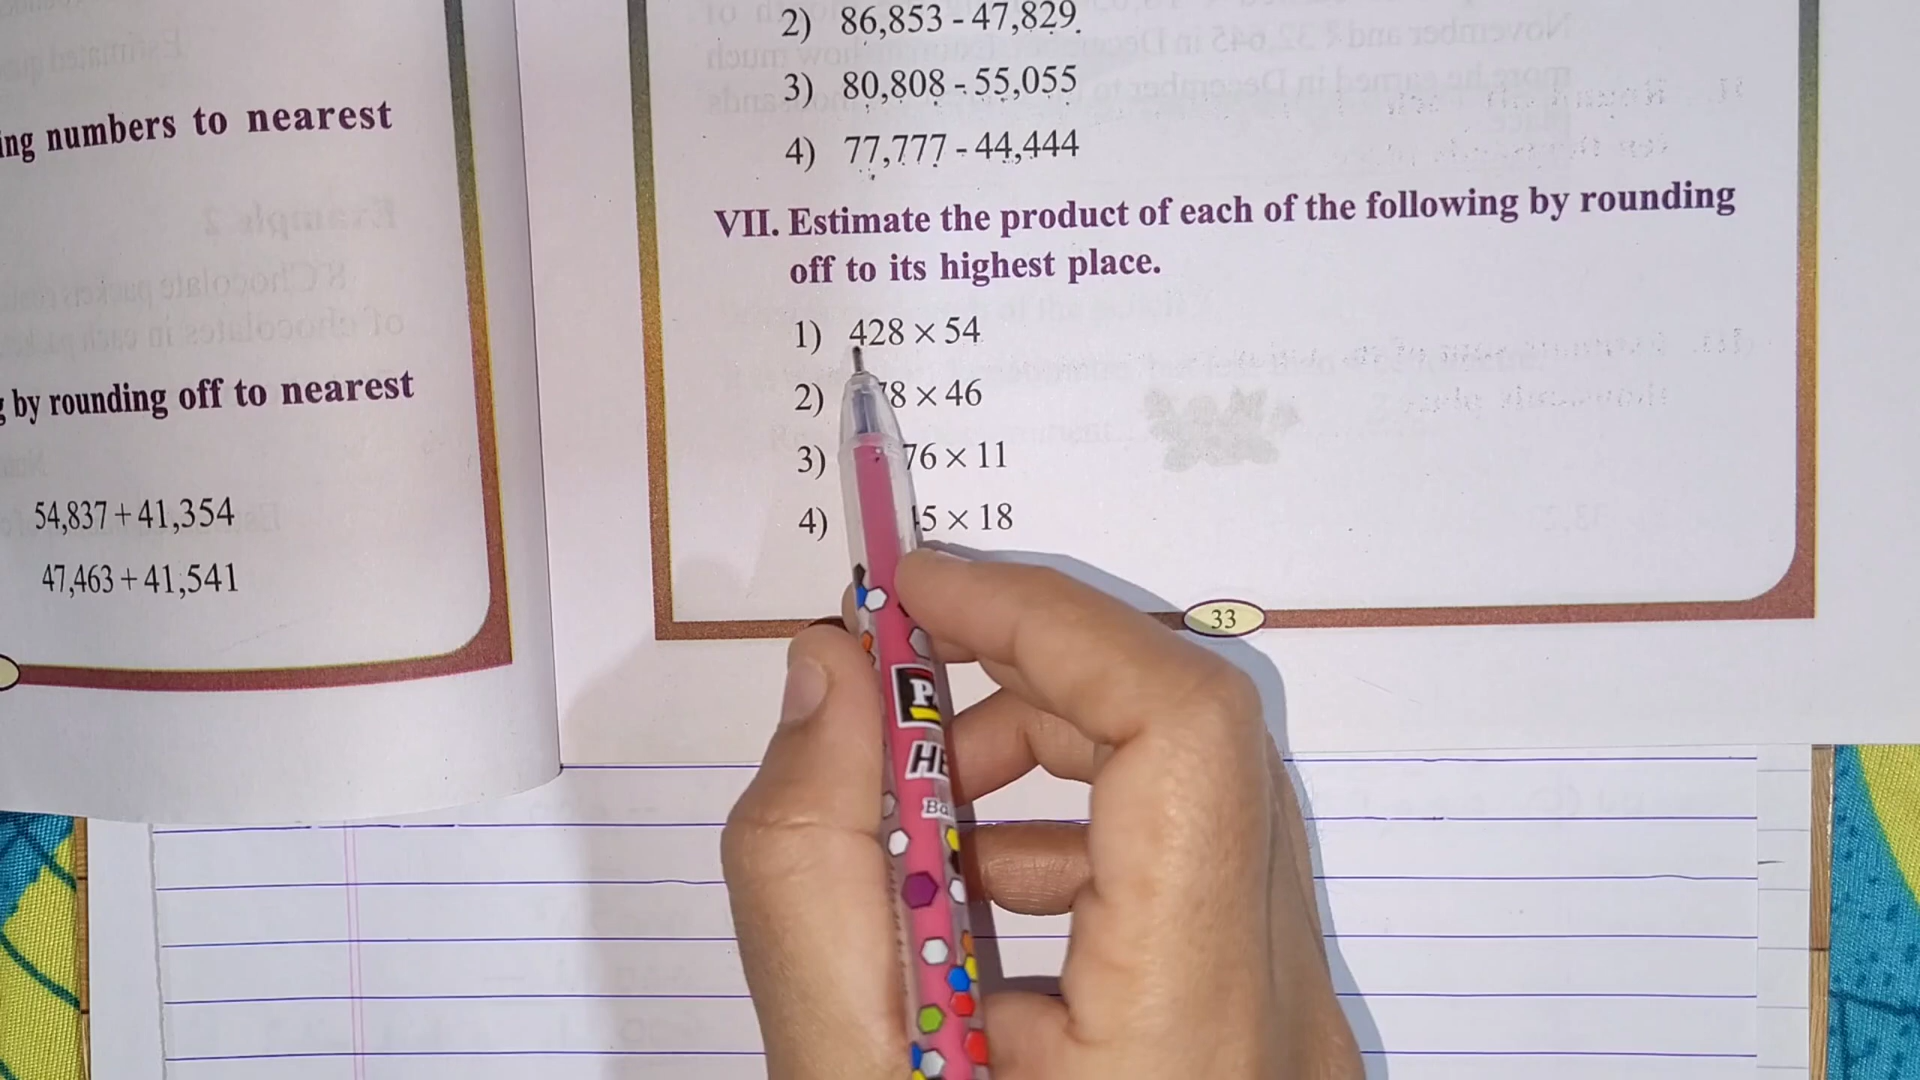 ing numbers to nearest
by rounding off to nearest
54,837 + 41,354
47,463 + 41,541
2) 86,853 - 47,829.
3) 80,808 - 55,055
4) 77,777 - 44,444
VII. Estimate the product of each of the following by rounding
off to its highest place.
1) 428 × 54
2) 78 × 46
3) 76 × 11
4) 5 × 18
33